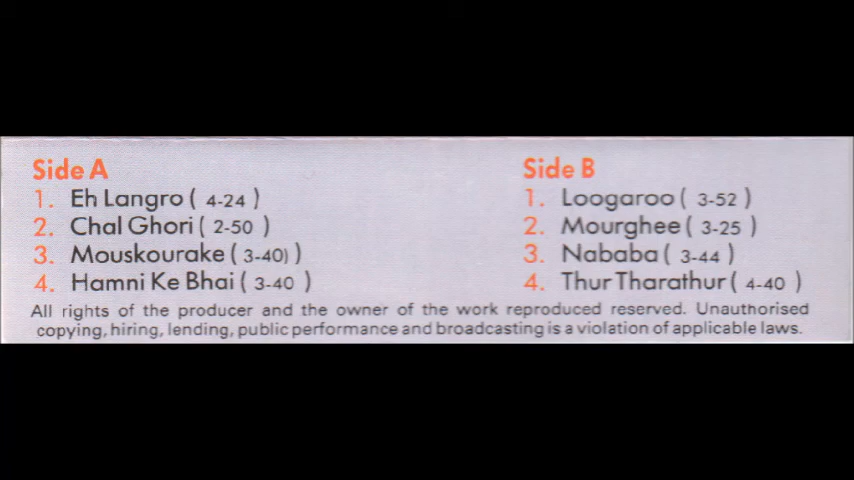 Side A
1. Eh Langro ( 4-24 )
2. Chal Ghori ( 2-50 )
3. Mouskourake ( 3-40) )
4. Hamni Ke Bhai ( 3-40 )
Side B
1. Loogaroo ( 3-52 )
2. Mourghee ( 3-25 )
3. Nababa ( 3-44 )
4. Thur Tharathur ( 4-40 )
All rights of the producer and the owner of the work reproduced reserved. Unauthorised
copying, hiring, lending, public performance and broadcasting is a violation of applicable laws.